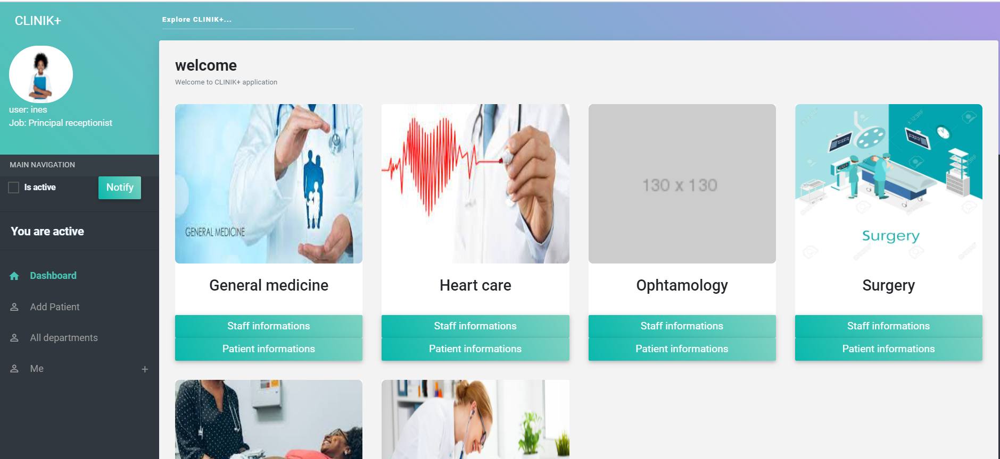 CLINIK+
Explore CLINIK+...
user: ines
Job: Principal receptionist
MAIN NAVIGATION
Is active
Notify
You are active
Dashboard
Add Patient
All departments
Me
+
welcome
Welcome to CLINIK+ application
GENERAL MEDICINE
General medicine
Staff informations
Patient informations
Heart care
Staff informations
Patient informations
130 x 130
Ophtamology
Staff informations
Patient informations
Surgery
Surgery
Staff informations
Patient informations